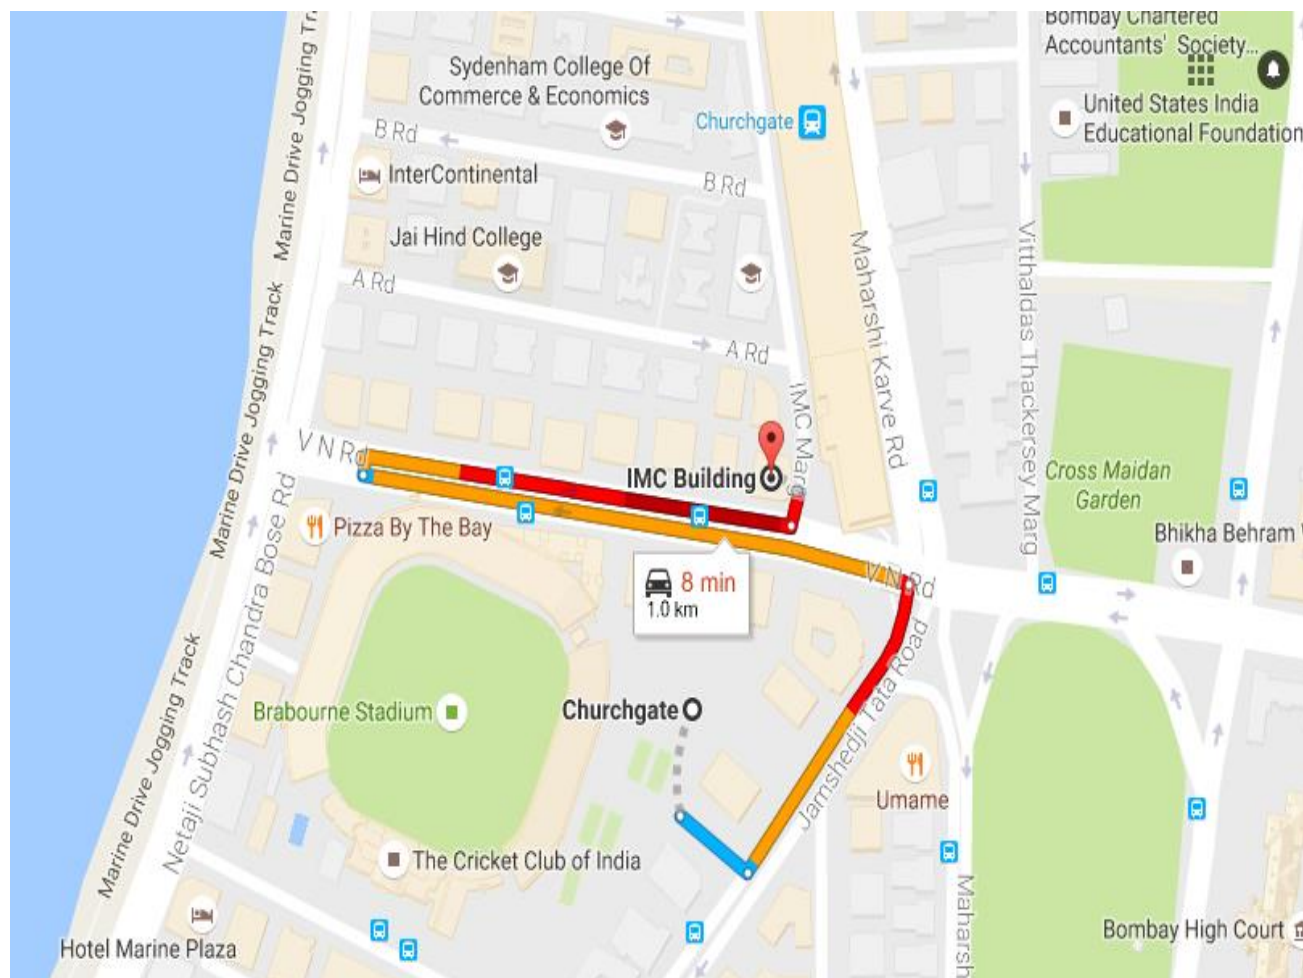 Bombay Chartered
Accountants' Society...
Sydenham College Of
Commerce & Economics
United States India
Educational Foundation
Churchgate
B Rd
B Rd
InterContinental
Jai Hind College
A Rd
A Rd
Marine Drive Jogging Tr
Marine Drive Jogging Track
Marine Drive Jogging Track
Maharshi Karve Rd
Vitthaldas Thackersey Marg
IMC Marg
V N Rd
IMC Building
Cross Maidan
Garden
Pizza By The Bay
Bhikha Behram
8 min
1.0 km
V N Rd
Netaji Subhash Chandra Bose Rd
Churchgate
Brabourne Stadium
Jamshedji Tata Road
Umame
The Cricket Club of India
Maharsh
Hotel Marine Plaza
Bombay High Court